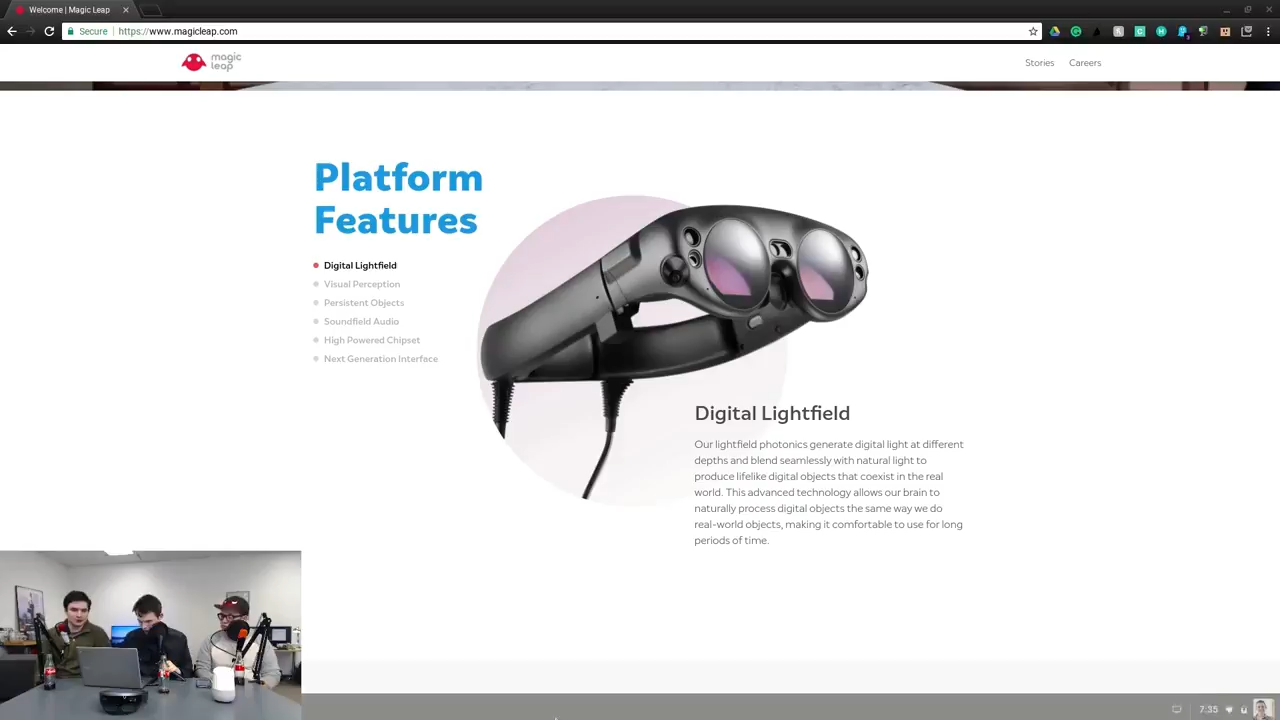 Welcome | Magic Leap
Secure https://www.magicleap.com
magic
leap
Stories Careers
Platform
Features
Digital Lightfield
Visual Perception
Persistent Objects
Soundfield Audio
High Powered Chipset
Next Generation Interface
Digital Lightfield
Our lightfield photonics generate digital light at different
depths and blend seamlessly with natural light to
produce lifelike digital objects that coexist in the real
world. This advanced technology allows our brain to
naturally process digital objects the same way we do
real-world objects, making it comfortable to use for long
periods of time.
7:35